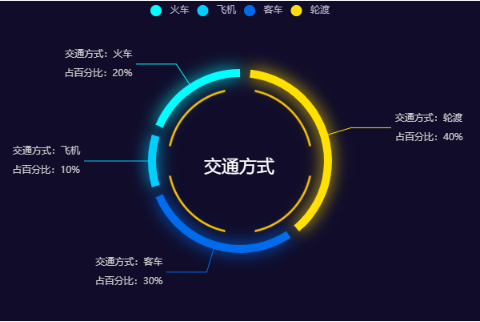 火车 飞机 客车 轮渡
交通方式：火车
占百分比：20%
交通方式：轮渡
占百分比：40%
交通方式：飞机
占百分比：10%
交通方式
交通方式：客车
占百分比：30%